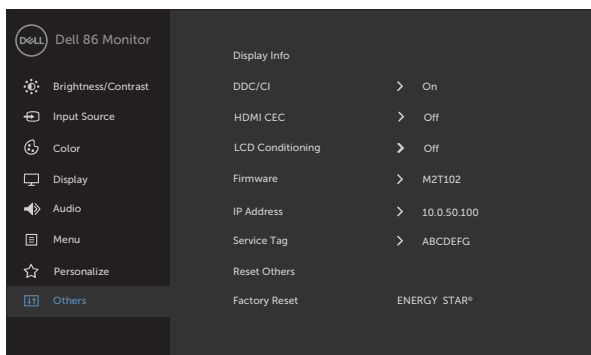 DELL Dell 86 Monitor
Display Info
Brightness/Contrast DDC/CI On
Input Source HDMI CEC Off
Color LCD Conditioning Off
Display Firmware M2T102
Audio IP Address 10.0.50.100
Menu Service Tag ABCDEFG
Personalize Reset Others
Others Factory Reset ENERGY STAR®